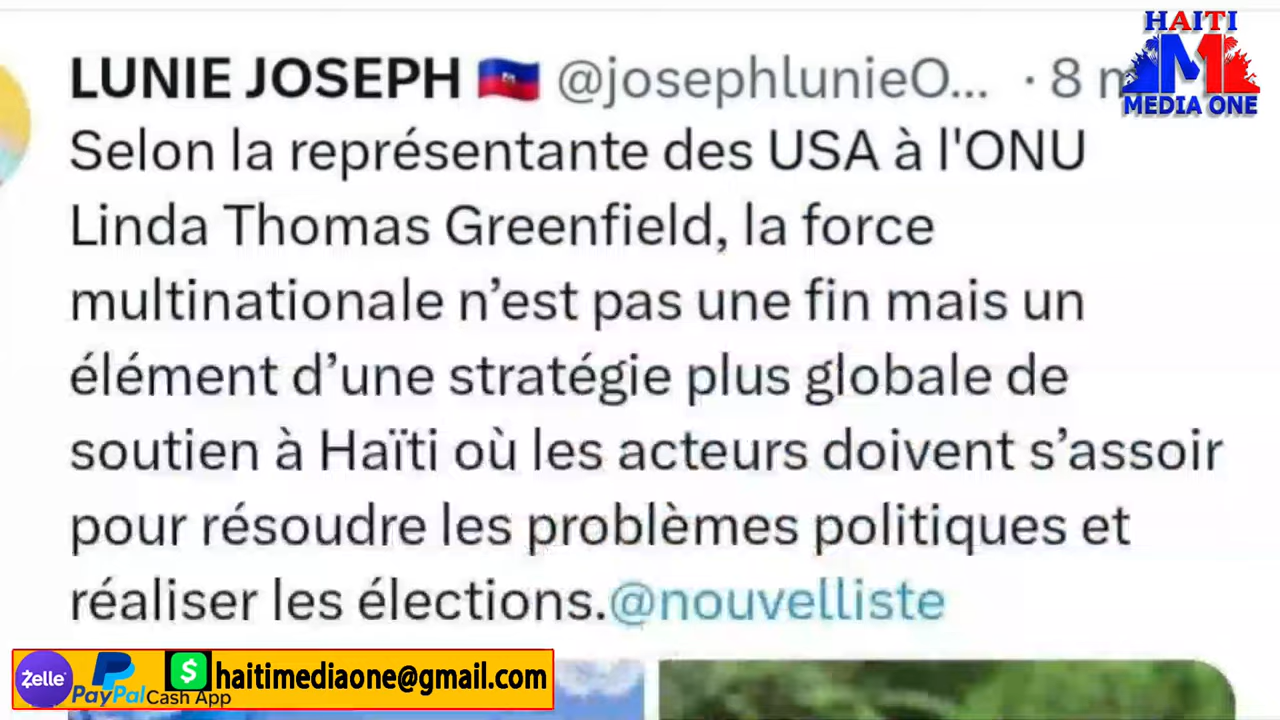 HAITI
M
MEDIA ONE
LUNIE JOSEPH 🇭🇹 @josephlunieO... · 8 m
Selon la représentante des USA à l'ONU
Linda Thomas Greenfield, la force
multinationale n’est pas une fin mais un
élément d’une stratégie plus globale de
soutien à Haïti où les acteurs doivent s’assoir
pour résoudre les problèmes politiques et
réaliser les élections.@nouvelliste
Zelle PayPal $ Cash App haitimediaone@gmail.com